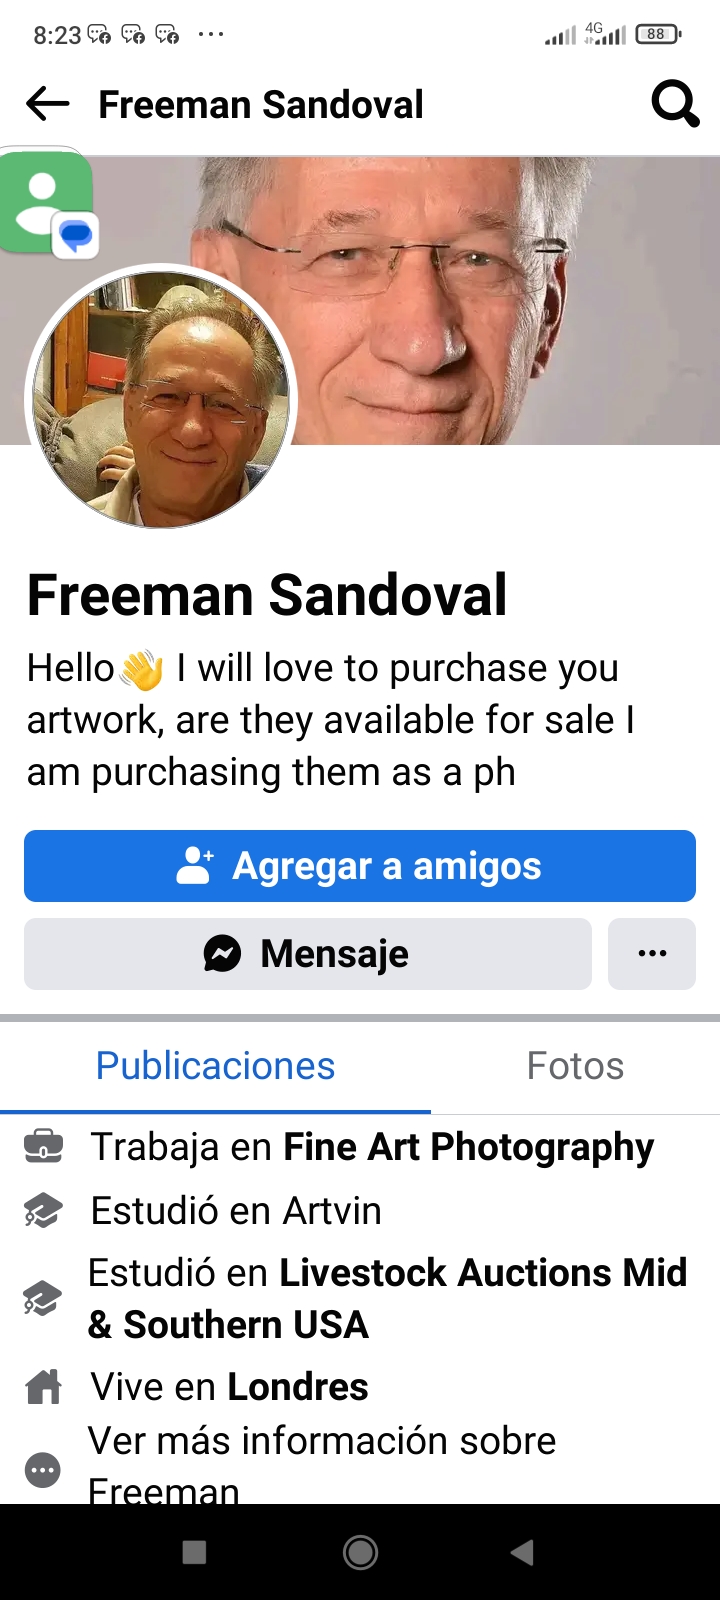 8:23 ... 4G 88
Freeman Sandoval
Freeman Sandoval
Hello👋 I will love to purchase you
artwork, are they available for sale I
am purchasing them as a ph
Agregar a amigos
Mensaje
Publicaciones Fotos
Trabaja en Fine Art Photography
Estudió en Artvin
Estudió en Livestock Auctions Mid
& Southern USA
Vive en Londres
Ver más información sobre
Freeman